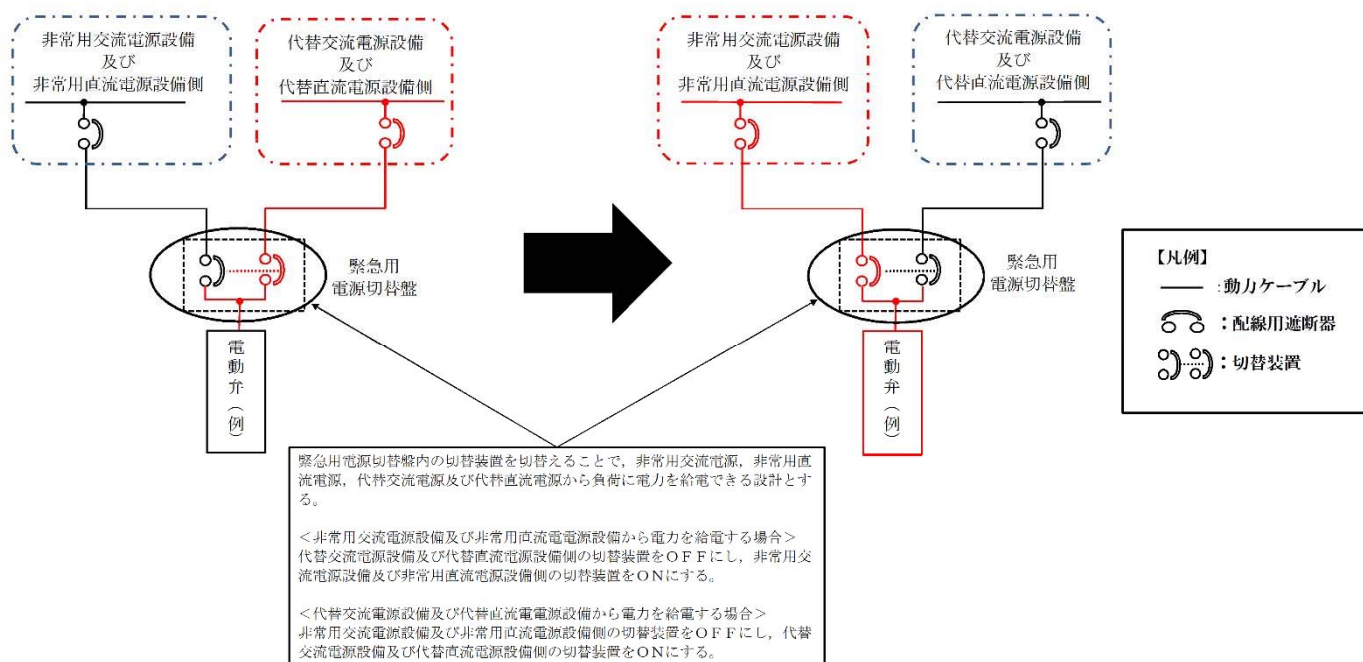 非常用交流電源設備
及び
非常用直流電源設備側
代替交流電源設備
及び
代替直流電源設備側
緊急用
電源切替盤
電動弁(例)
非常用交流電源設備
及び
非常用直流電源設備側
代替交流電源設備
及び
代替直流電源設備側
緊急用
電源切替盤
電動弁(例)
【凡例】
:動力ケーブル
:配線用遮断器
:切替装置
緊急用電源切替盤内の切替装置を切替えることで,非常用交流電源,非常用直
流電源,代替交流電源及び代替直流電源から負荷に電力を給電できる設計とす
る。
<非常用交流電源設備及び非常用直流電電源設備から電力を給電する場合>
代替交流電源設備及び代替直流電源設備側の切替装置をOFFにし,非常用交
流電源設備及び非常用直流電源設備側の切替装置をONにする。
<代替交流電源設備及び代替直流電電源設備から電力を給電する場合>
非常用交流電源設備及び非常用直流電源設備側の切替装置をOFFにし,代替
交流電源設備及び代替直流電源設備側の切替装置をONにする。